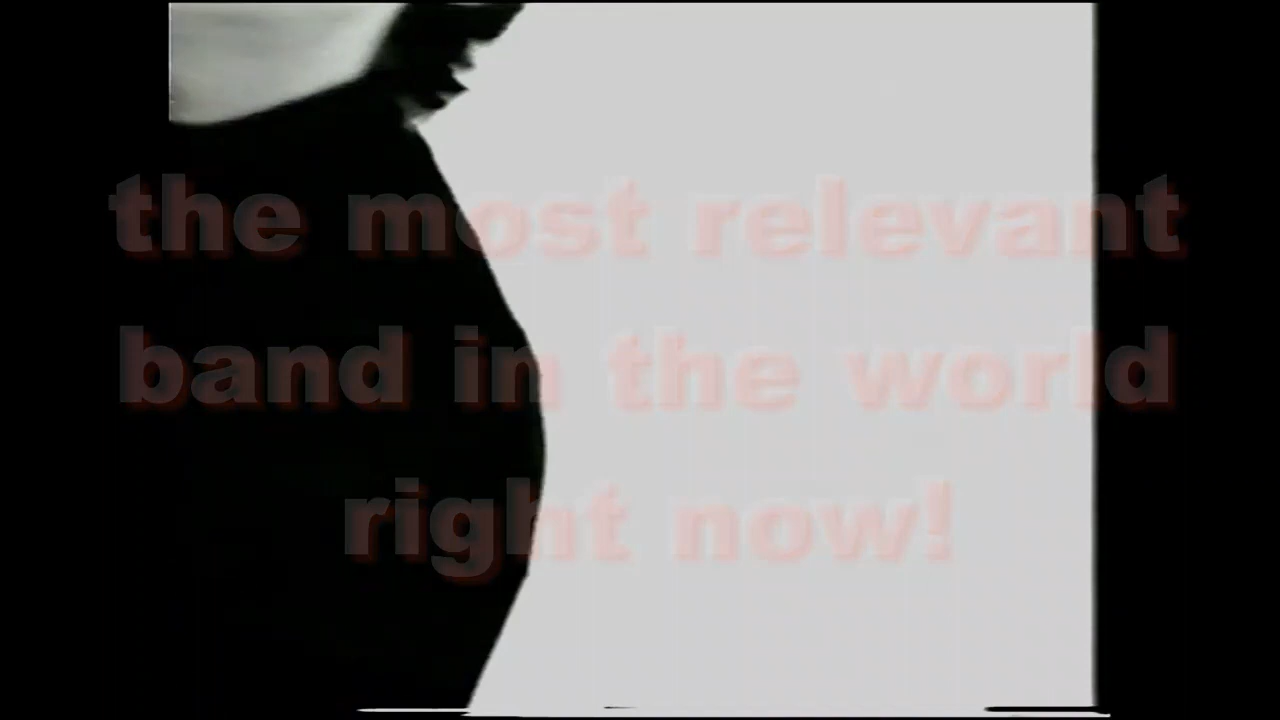 the most relevant
band in the world
right now!